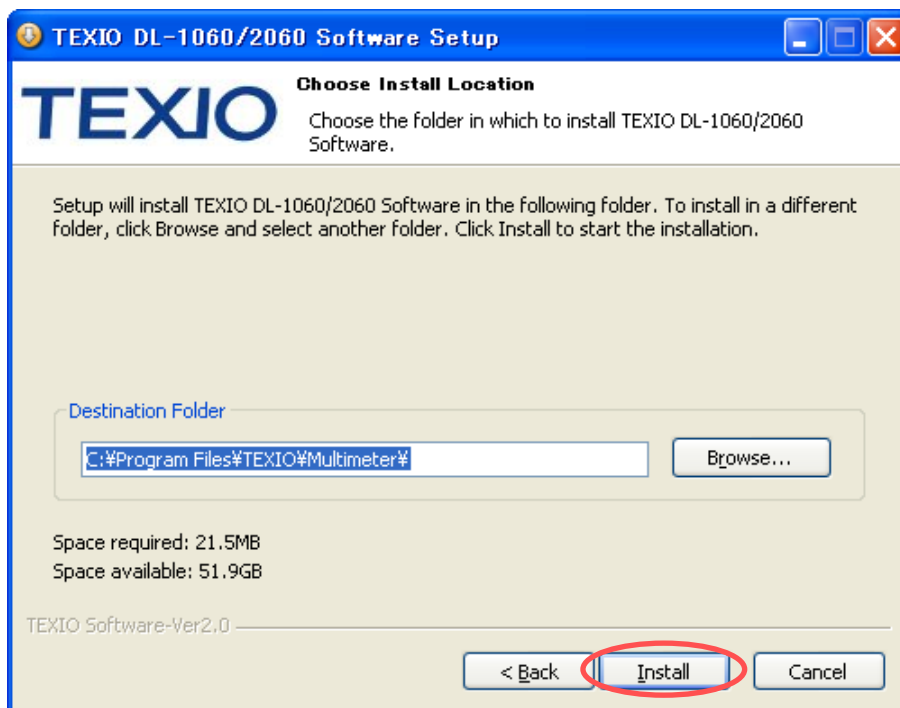 TEXIO DL-1060/2060 Software Setup
TEXIO
Choose Install Location
Choose the folder in which to install TEXIO DL-1060/2060
Software.
Setup will install TEXIO DL-1060/2060 Software in the following folder. To install in a different
folder, click Browse and select another folder. Click Install to start the installation.
Destination Folder
C:¥Program Files¥TEXIO¥Multimeter¥
Browse...
Space required: 21.5MB
Space available: 51.9GB
TEXIO Software-Ver2.0
< Back
Install
Cancel